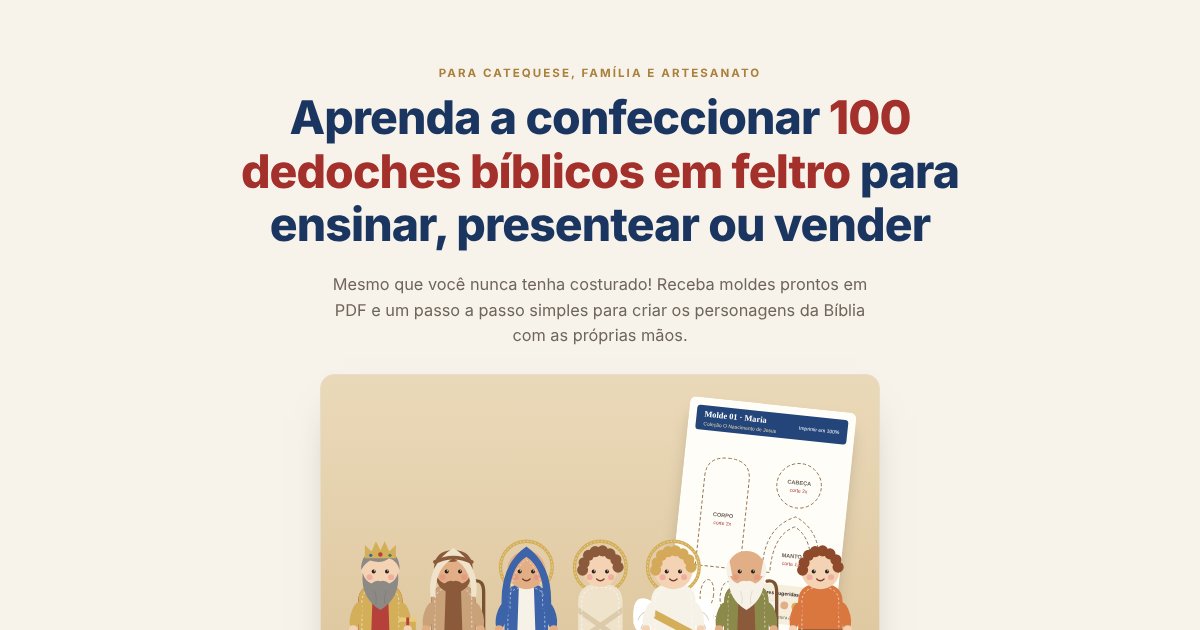 PARA CATEQUESE, FAMÍLIA E ARTESANATO
Aprenda a confeccionar 100
dedoches bíblicos em feltro para
ensinar, presentear ou vender
Mesmo que você nunca tenha costurado! Receba moldes prontos em
PDF e um passo a passo simples para criar os personagens da Bíblia
com as próprias mãos.
Molde 01 · Maria
Coleção O Nascimento de Jesus
Imprimir em 100%
CABEÇA
corte 2x
CORPO
corte 2x